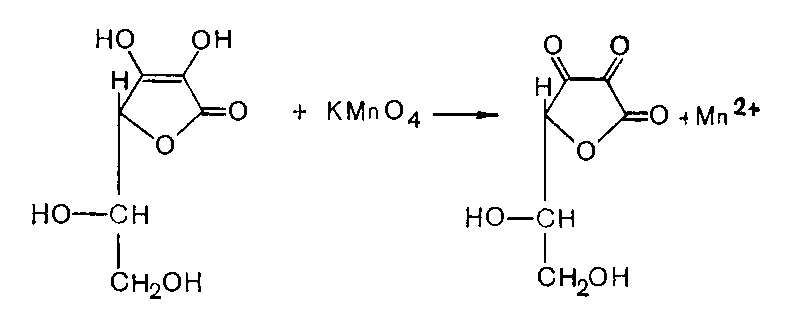 HO OH O O
H H
O + KMnO₄ O + Mn²⁺
O O
HO CH HO CH
CH₂OH CH₂OH